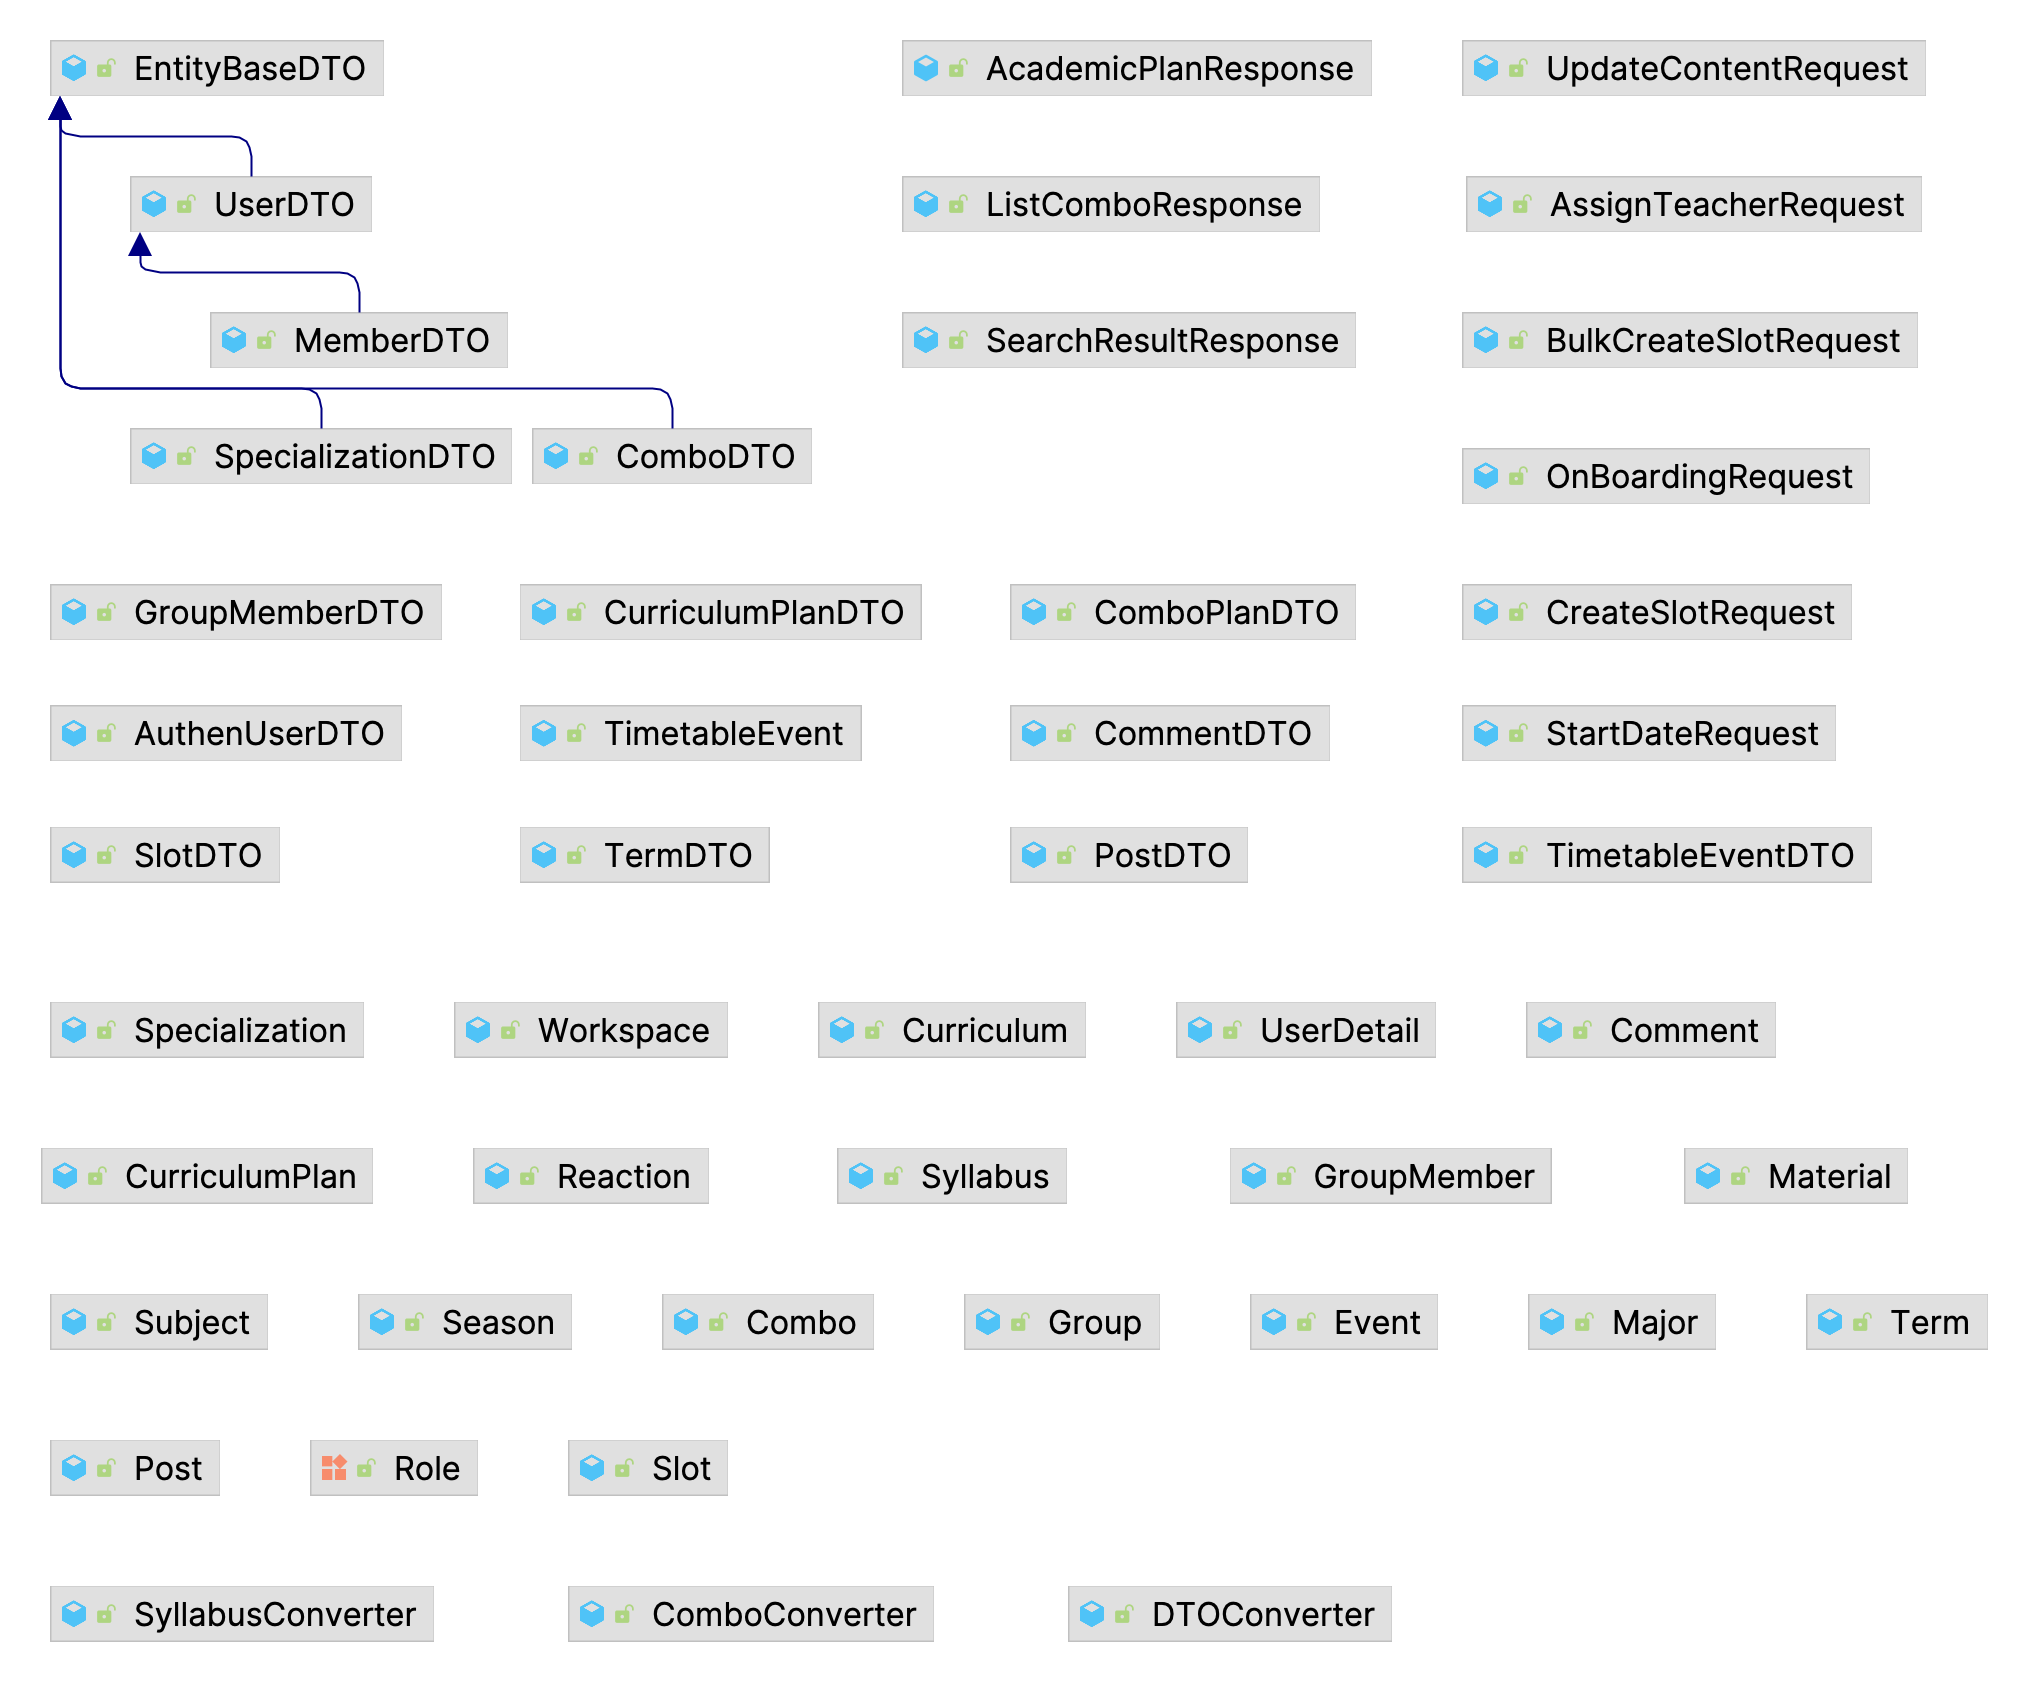 EntityBaseDTO
AcademicPlanResponse
UpdateContentRequest
UserDTO
ListComboResponse
AssignTeacherRequest
MemberDTO
SearchResultResponse
BulkCreateSlotRequest
SpecializationDTO
ComboDTO
OnBoardingRequest
GroupMemberDTO
CurriculumPlanDTO
ComboPlanDTO
CreateSlotRequest
AuthenUserDTO
TimetableEvent
CommentDTO
StartDateRequest
SlotDTO
TermDTO
PostDTO
TimetableEventDTO
Specialization
Workspace
Curriculum
UserDetail
Comment
CurriculumPlan
Reaction
Syllabus
GroupMember
Material
Subject
Season
Combo
Group
Event
Major
Term
Post
Role
Slot
SyllabusConverter
ComboConverter
DTOConverter